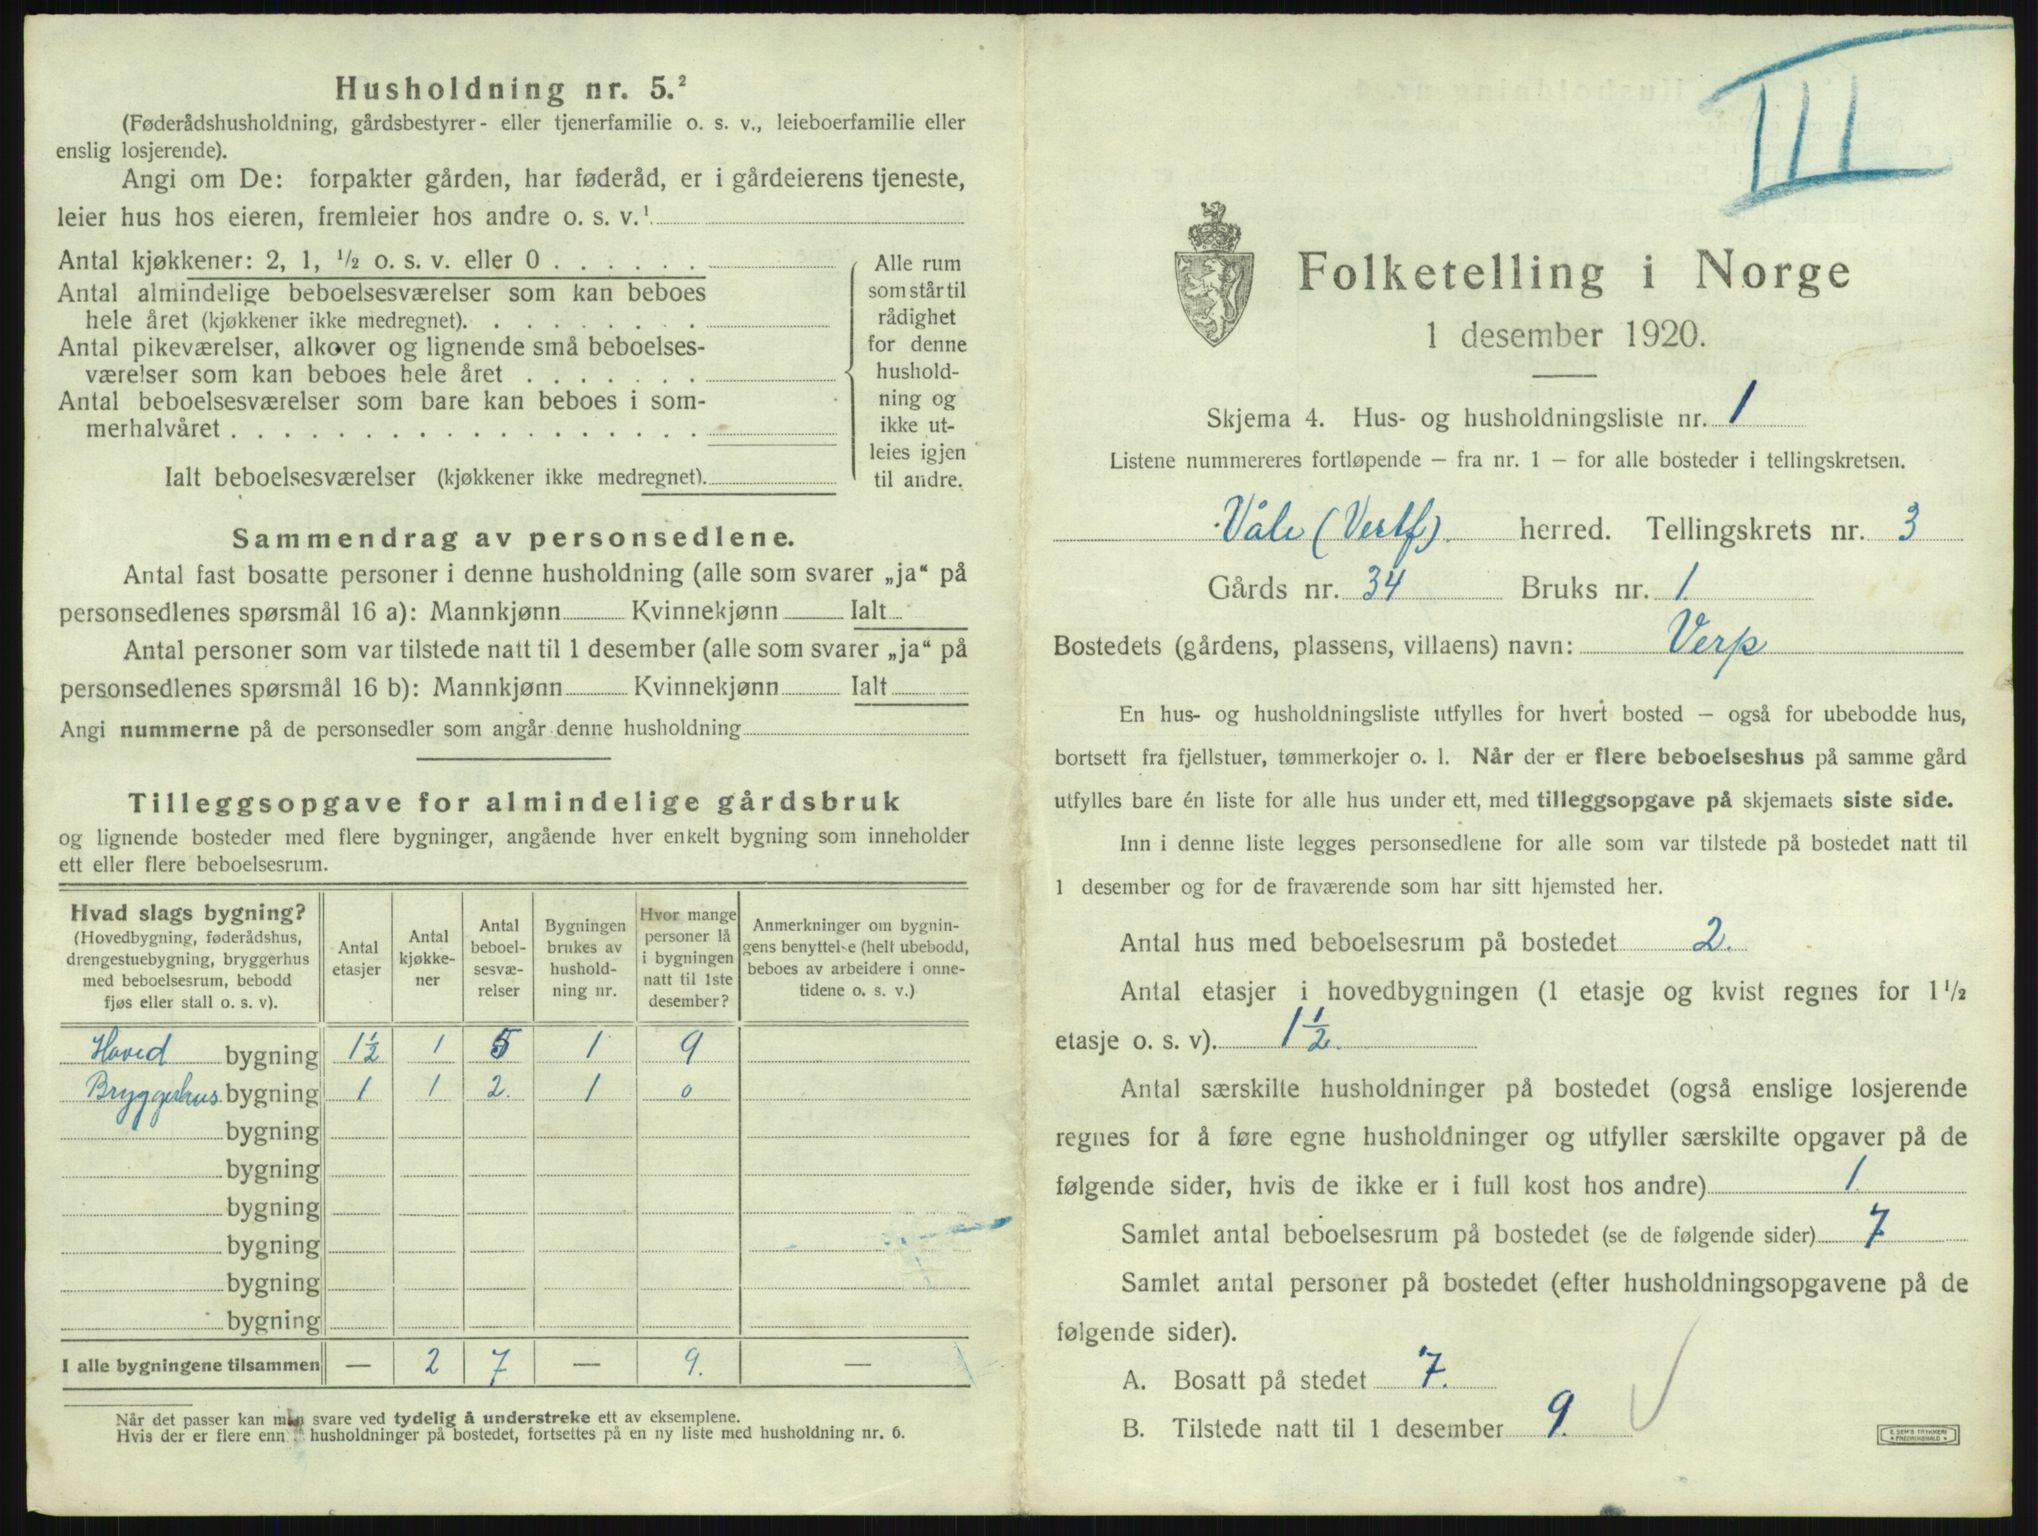 Husholdning nr. 5.²
(Føderådshusholdning, gårdsbestyrer- eller tjenerfamilie o. s. v., leieboerfamilie eller
enslig losjerende).
Angi om De: forpakter gården, har føderåd, er i gårdeierens tjeneste,
leier hus hos eieren, fremleier hos andre o. s. v.¹
Antal kjøkkener: 2, 1, ½ o. s. v. eller 0
Antal almindelige beboelsesværelser som kan beboes
hele året (kjøkkener ikke medregnet).
Antal pikeværelser, alkover og lignende små beboelses-
værelser som kan beboes hele året
Antal beboelsesværelser som bare kan beboes i som-
merhalvåret
Ialt beboelsesværelser (kjøkkener ikke medregnet).
Alle rum
som står til
rådighet
for denne
hushold-
ning og
ikke ut-
leies igjen
til andre.
Sammendrag av personsedlene.
Antal fast bosatte personer i denne husholdning (alle som svarer „ja“ på
personsedlenes spørsmål 16 a): Mannkjønn Kvinnekjønn Ialt
Antal personer som var tilstede natt til 1 desember (alle som svarer „ja“ på
personsedlenes spørsmål 16 b): Mannkjønn Kvinnekjønn Ialt
Angi nummerne på de personsedler som angår denne husholdning
Tilleggsopgave for almindelige gårdsbruk
og lignende bosteder med flere bygninger, angående hver enkelt bygning som inneholder
ett eller flere beboelsesrum.
Hvad slags bygning?
(Hovedbygning, føderådshus,
drengestuebygning, bryggerhus
med beboelsesrum, bebodd
fjøs eller stall o. s. v).
Antal
etasjer
Antal
kjøkke-
ner
Antal
beboel-
sesvæ-
relser
Bygningen
brukes av
hushold-
ning nr.
Hvor mange
personer lå
i bygningen
natt til 1ste
desember?
Anmerkninger om bygnin-
gens benyttelse (helt ubebodd,
beboes av arbeidere i onne-
tidene o. s. v.)
Hoved bygning 1½ 1 5 1 9
Bryggerhus bygning 1 1 2. 1 0
bygning
bygning
bygning
bygning
bygning
bygning
I alle bygningene tilsammen — 2 7 — 9. —
Når det passer kan man svare ved tydelig å understreke ett av eksemplene.
Hvis der er flere enn husholdninger på bostedet, fortsettes på en ny liste med husholdning nr. 6.
III
Folketelling i Norge
1 desember 1920.
Skjema 4. Hus- og husholdningsliste nr. 1
Listene nummereres fortløpende – fra nr. 1 – for alle bosteder i tellingskretsen.
Våle (Vestf). herred. Tellingskrets nr. 3
Gårds nr. 34 Bruks nr. 1.
Bostedets (gårdens, plassens, villaens) navn: Verp
En hus- og husholdningsliste utfylles for hvert bosted – også for ubebodde hus,
bortsett fra fjellstuer, tømmerkojer o. l. Når der er flere beboelseshus på samme gård
utfylles bare én liste for alle hus under ett, med tilleggsopgave på skjemaets siste side.
Inn i denne liste legges personsedlene for alle som var tilstede på bostedet natt til
1 desember og for de fraværende som har sitt hjemsted her.
Antal hus med beboelsesrum på bostedet 2.
Antal etasjer i hovedbygningen (1 etasje og kvist regnes for 1½
etasje o. s. v). 1½.
Antal særskilte husholdninger på bostedet (også enslige losjerende
regnes for å føre egne husholdninger og utfyller særskilte opgaver på de
følgende sider, hvis de ikke er i full kost hos andre) 1.
Samlet antal beboelsesrum på bostedet (se de følgende sider) 7
Samlet antal personer på bostedet (efter husholdningsopgavene på de
følgende sider).
A. Bosatt på stedet 7.
B. Tilstede natt til 1 desember 9.
E. SEM'S TRYKKERI
• FREDRIKSHALD •